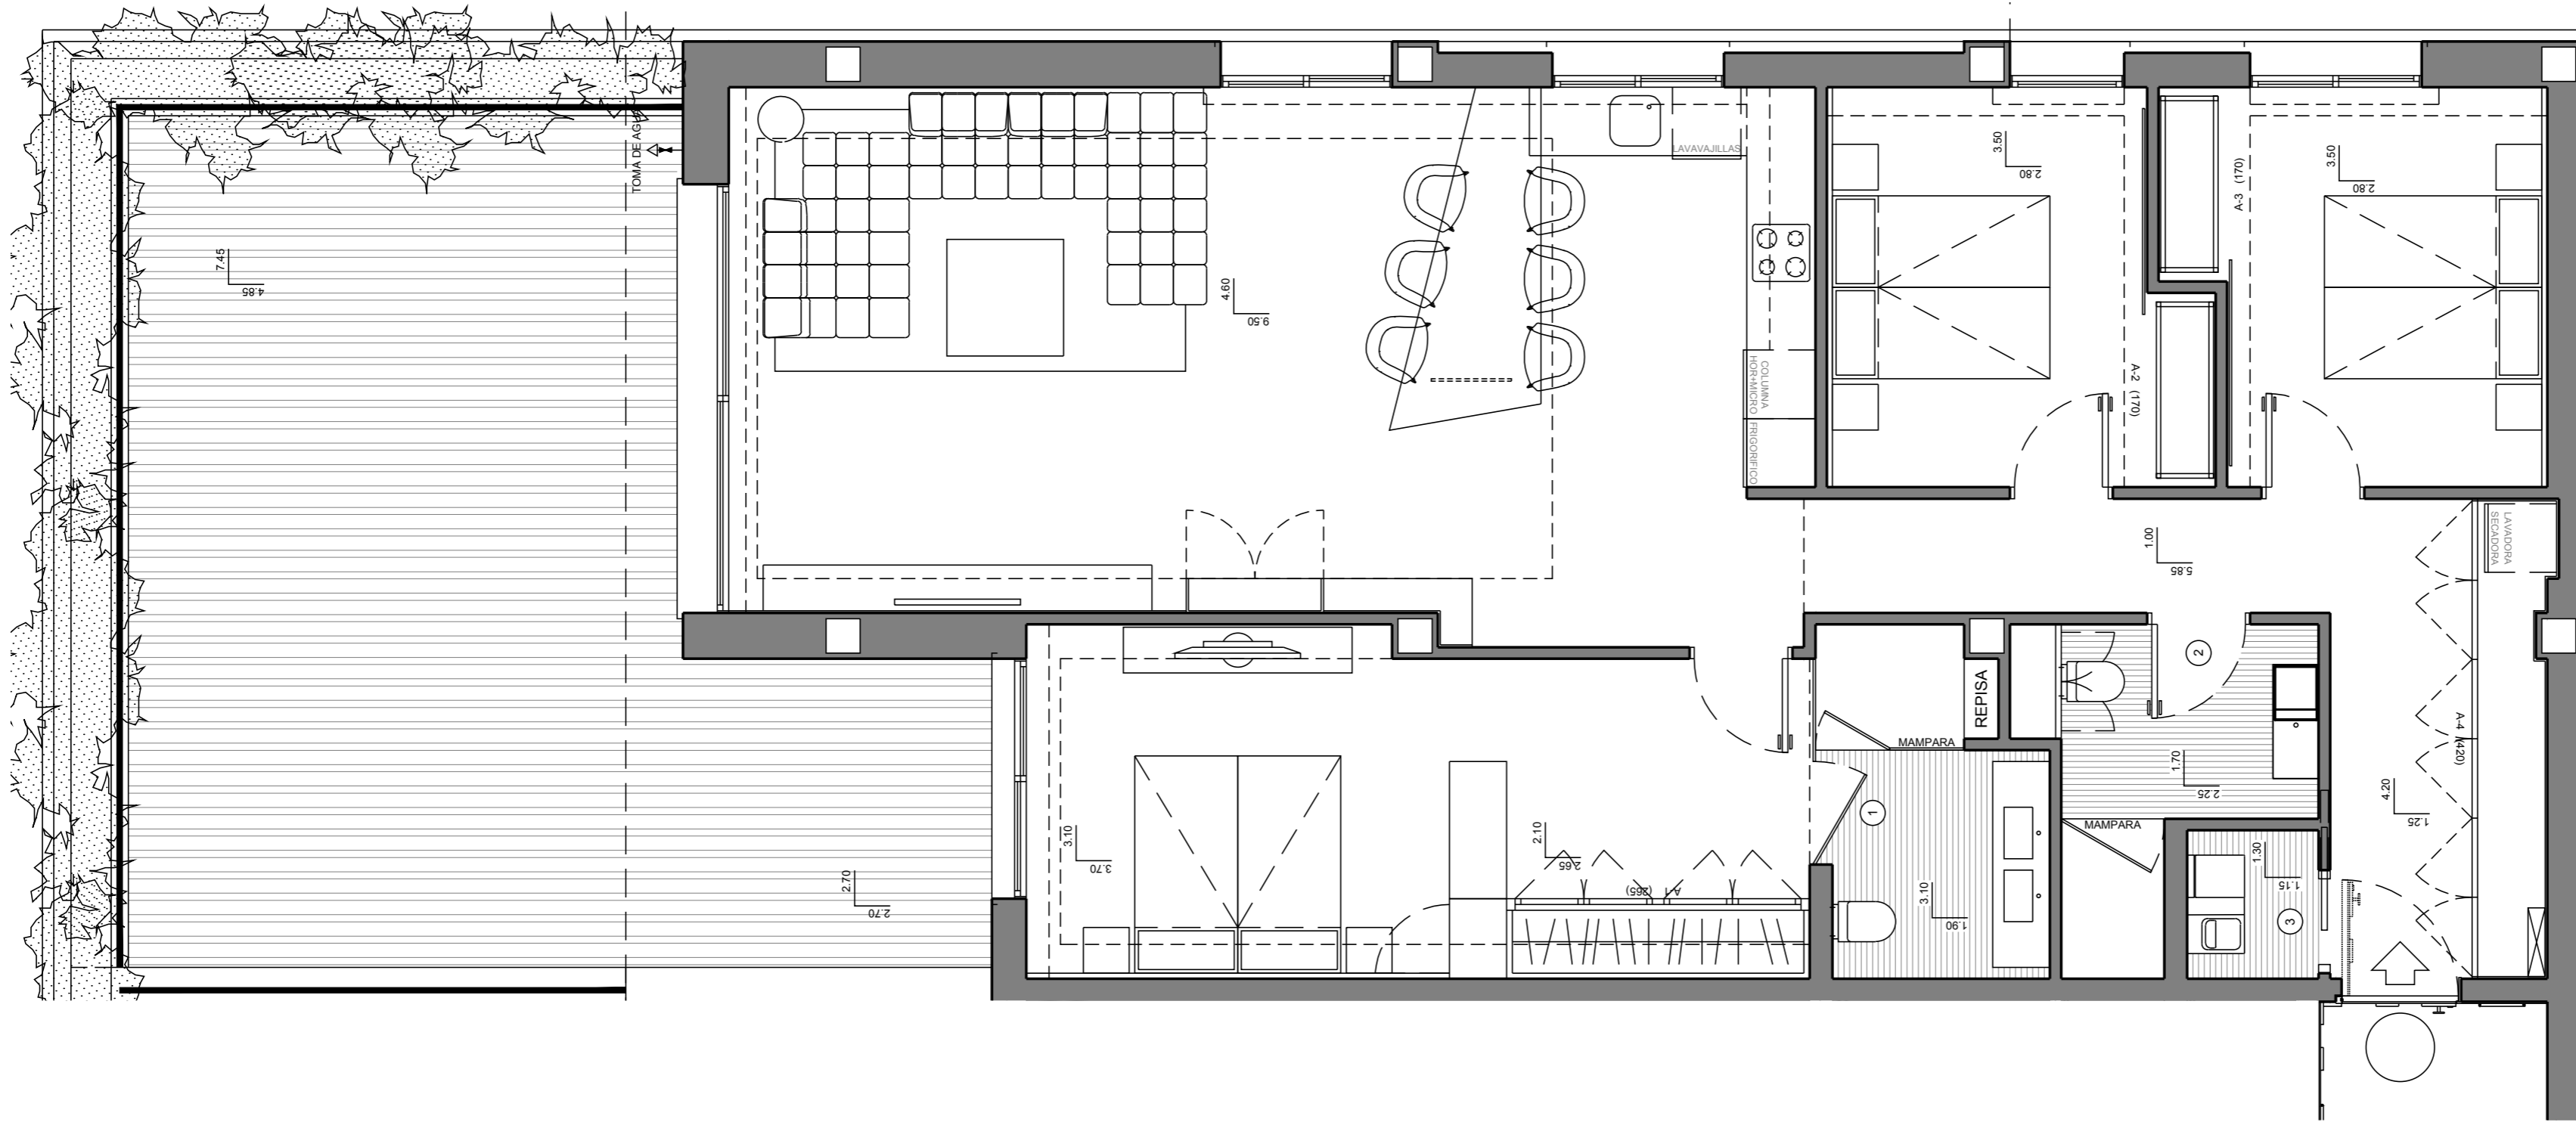 TOMA DE AGUA
7.45
4.85
2.70
2.70
4.60
9.50
LAVAVAJILLAS
COLUMNA
HOR+MICRO
FRIGORIFICO
3.50
2.80
A-2 (170)
A-3 (170)
3.50
2.80
1.00
5.85
LAVADORA
SECADORA
3.10
3.70
2.10
2.65
A-1 (265)
REPISA
MAMPARA
1
3.10
1.90
2
1.70
2.25
MAMPARA
1.30
1.15
3
4.20
1.25
A-4 (420)